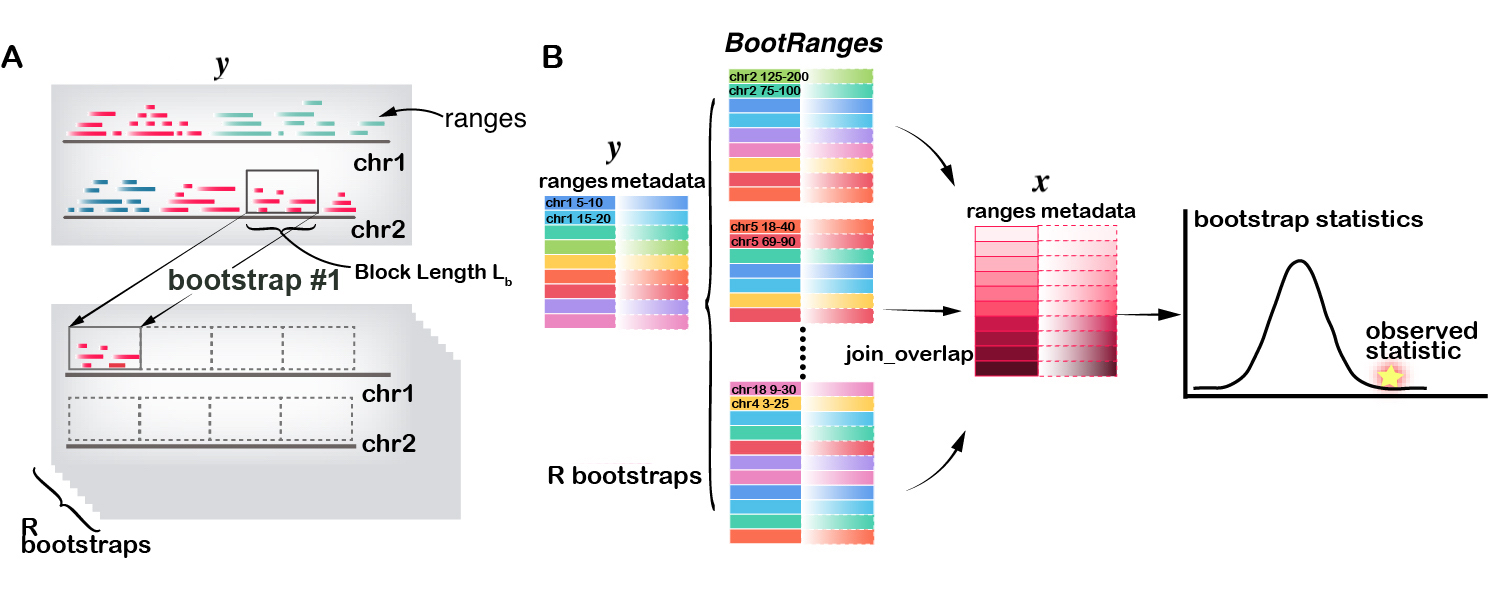 A
y
ranges
chr1
chr2
Block Length Lb
bootstrap #1
chr1
chr2
R
bootstraps
B
BootRanges
y
ranges metadata
chr1 5-10
chr1 15-20
chr2 125-200
chr2 75-100
chr5 18-40
chr5 69-90
chr18 9-30
chr4 3-25
R bootstraps
join_overlap
x
ranges metadata
bootstrap statistics
observed
statistic